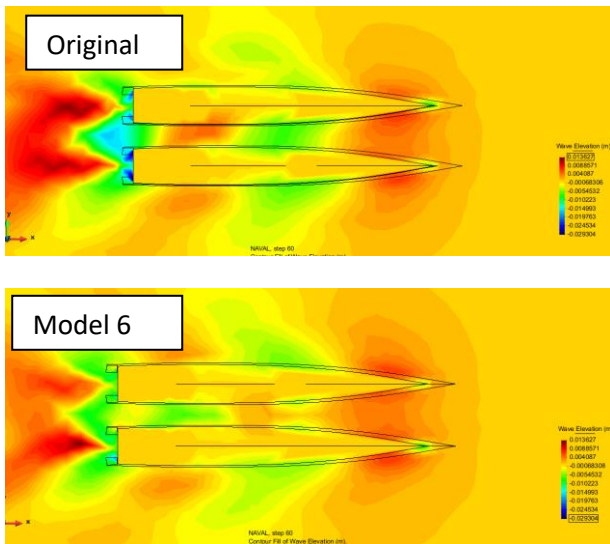 Original
Wave Elevation (m)
0.013627
0.0088571
0.004087
-0.00068308
-0.0054532
-0.010223
-0.014993
-0.019763
-0.024534
-0.029304
y
x
NAVAL, step 60
Contour Fill of Wave Elevation (m).
Model 6
Wave Elevation (m)
0.013627
0.0088571
0.004087
-0.00068308
-0.0054532
-0.010223
-0.014993
-0.019763
-0.024534
-0.029304
x
NAVAL, step 60
Contour Fill of Wave Elevation (m).